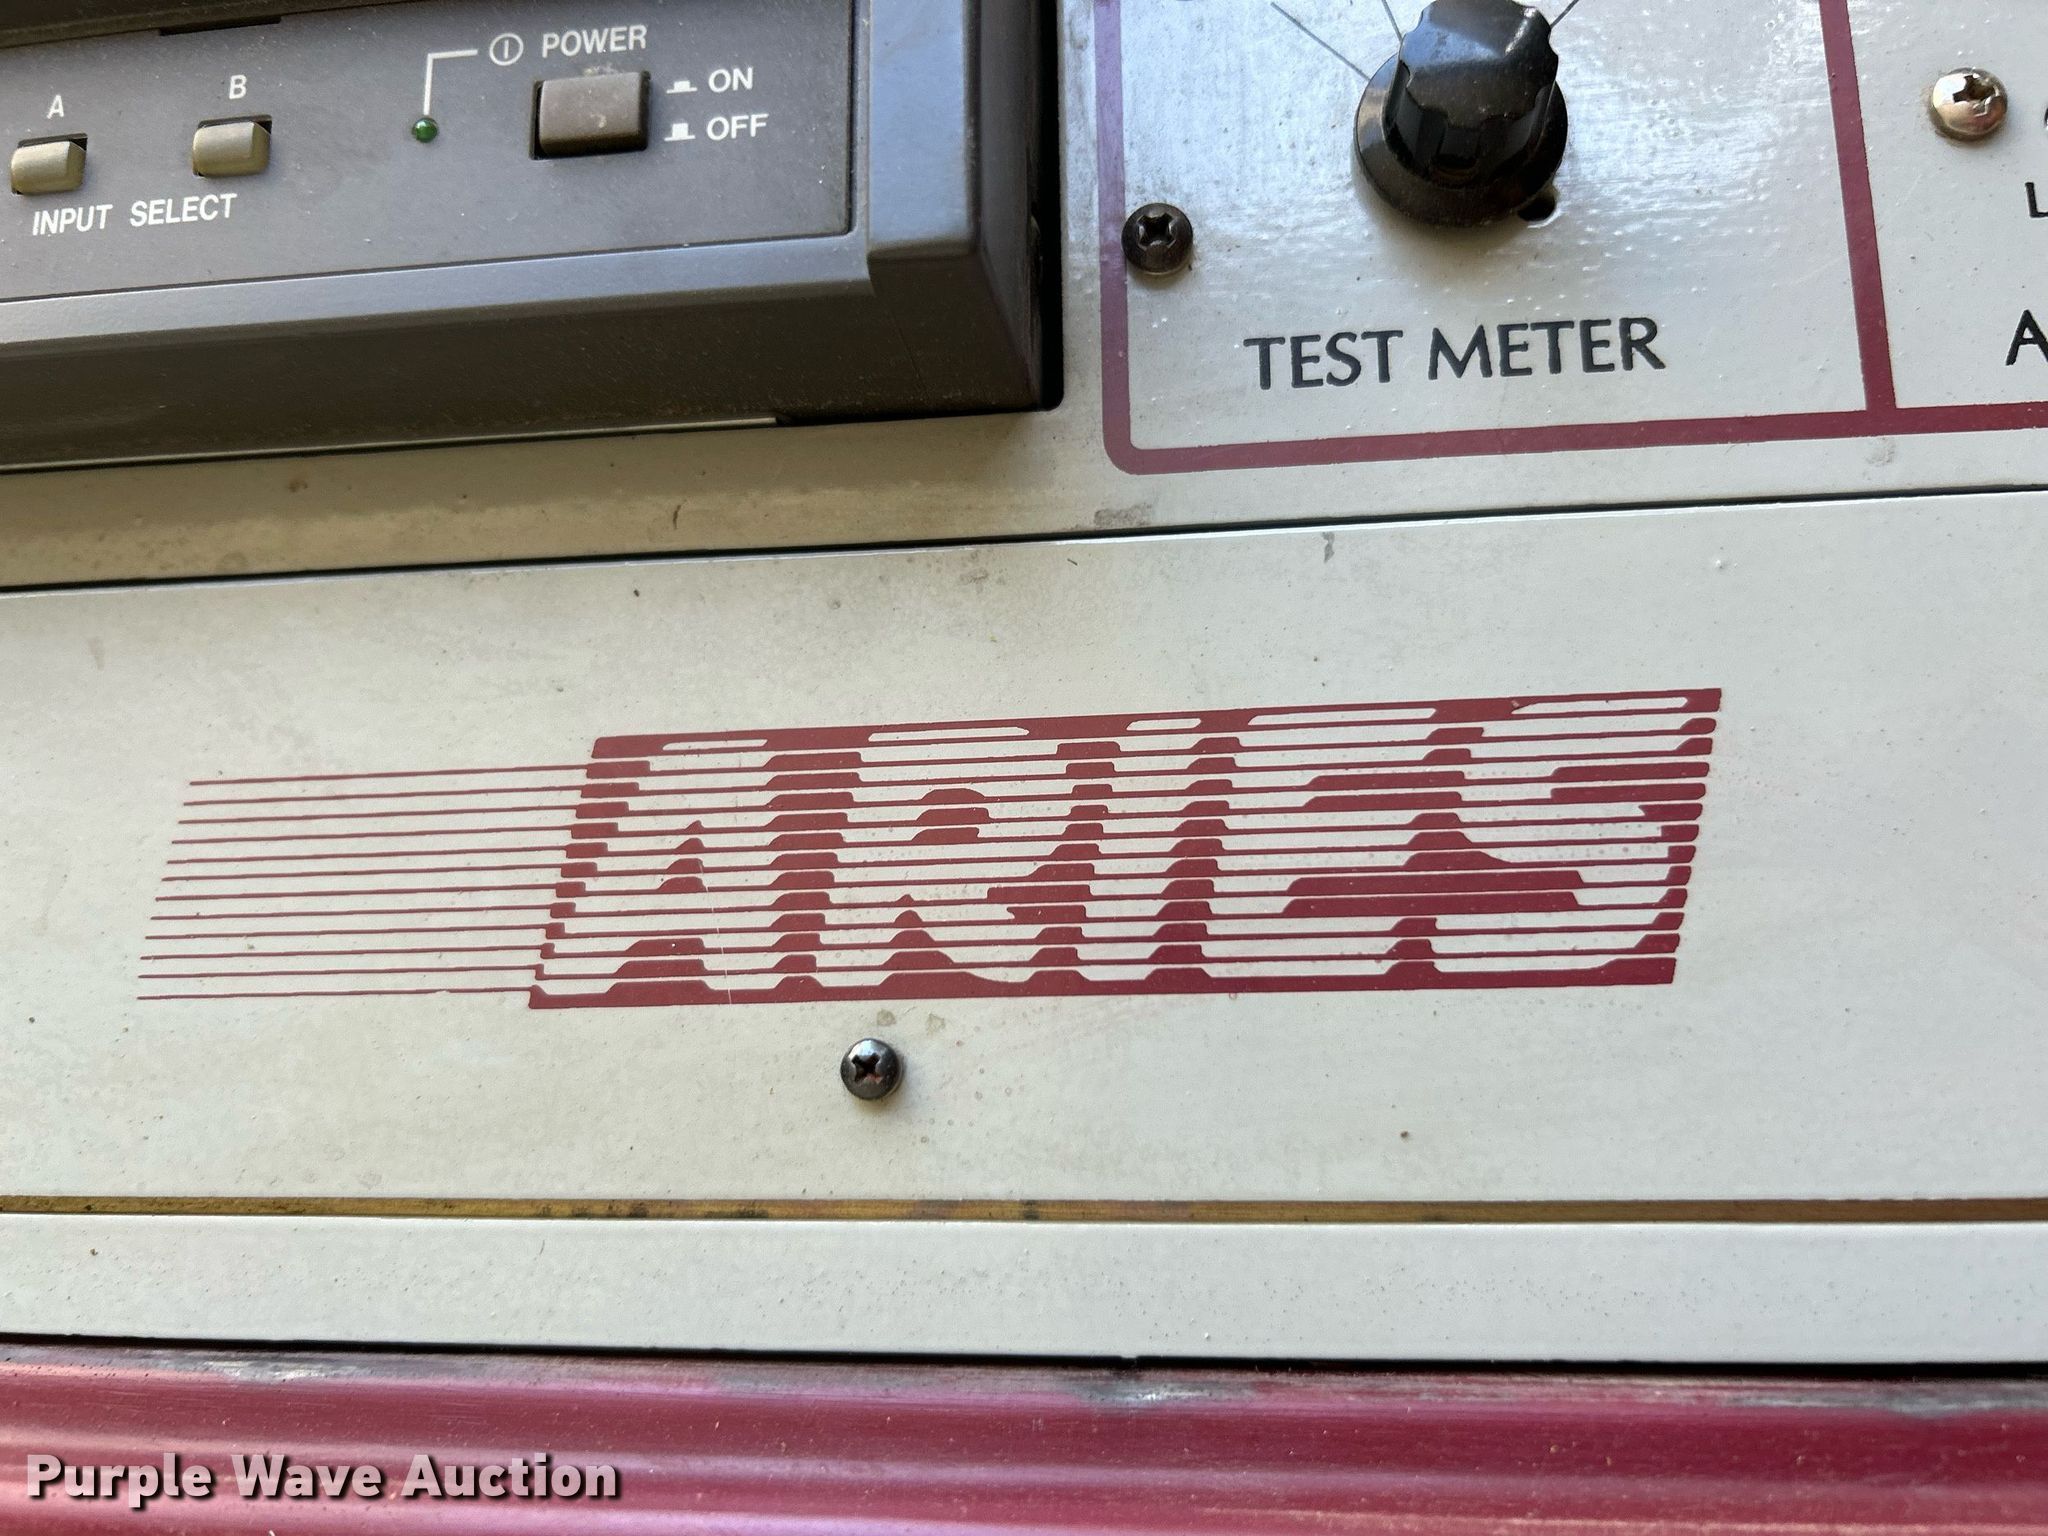 POWER
A B
ON
OFF
INPUT SELECT
TEST METER
L
A
Purple Wave Auction